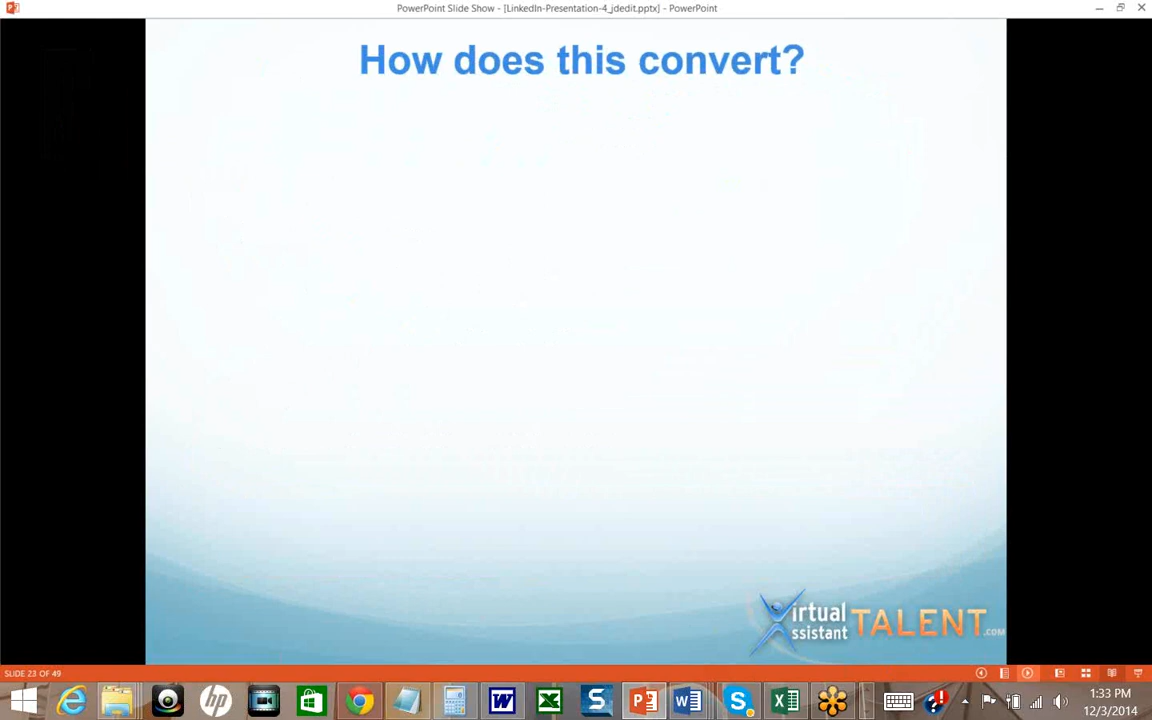 PowerPoint Slide Show - [LinkedIn-Presentation-4_jdedit.pptx] - PowerPoint
How does this convert?
Virtual
Assistant TALENT.com
SLIDE 23 OF 49
1:33 PM
12/3/2014